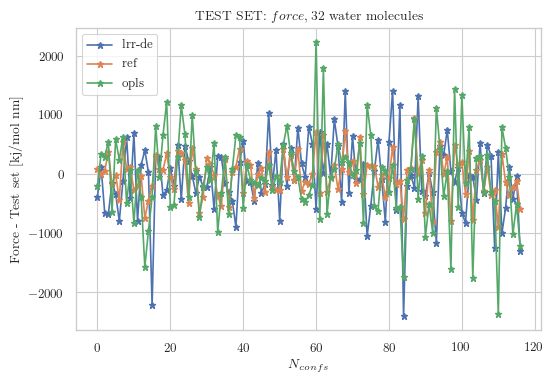 TEST SET: force, 32 water molecules
lrr-de
ref
opls
Force - Test set [kj/mol nm]
2000
1000
0
−1000
−2000
0 20 40 60 80 100 120
N_confs